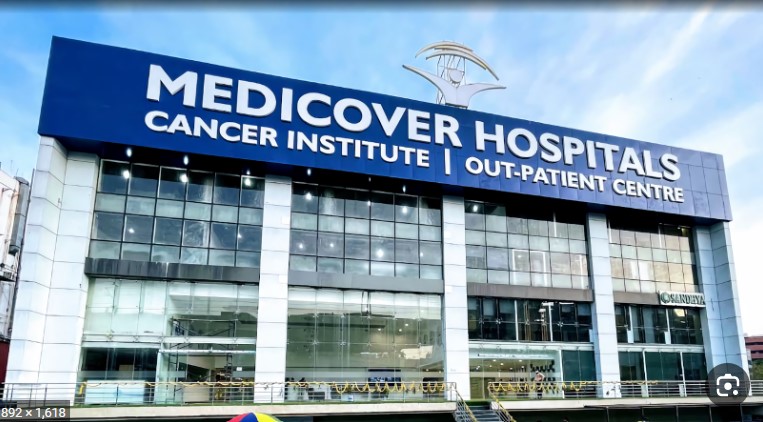 MEDICOVER HOSPITALS
CANCER INSTITUTE | OUT-PATIENT CENTRE
SANDHYA
892 × 1,618